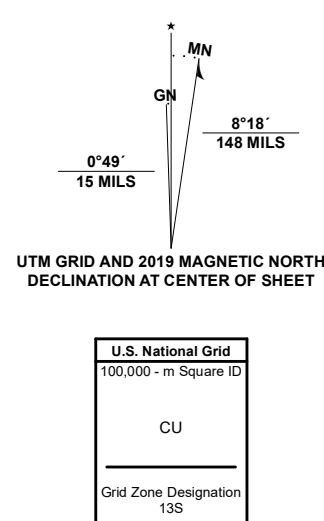 MN
GN
8°18´
148 MILS
0°49´
15 MILS
UTM GRID AND 2019 MAGNETIC NORTH
DECLINATION AT CENTER OF SHEET
U.S. National Grid
100,000 - m Square ID
CU
Grid Zone Designation
13S